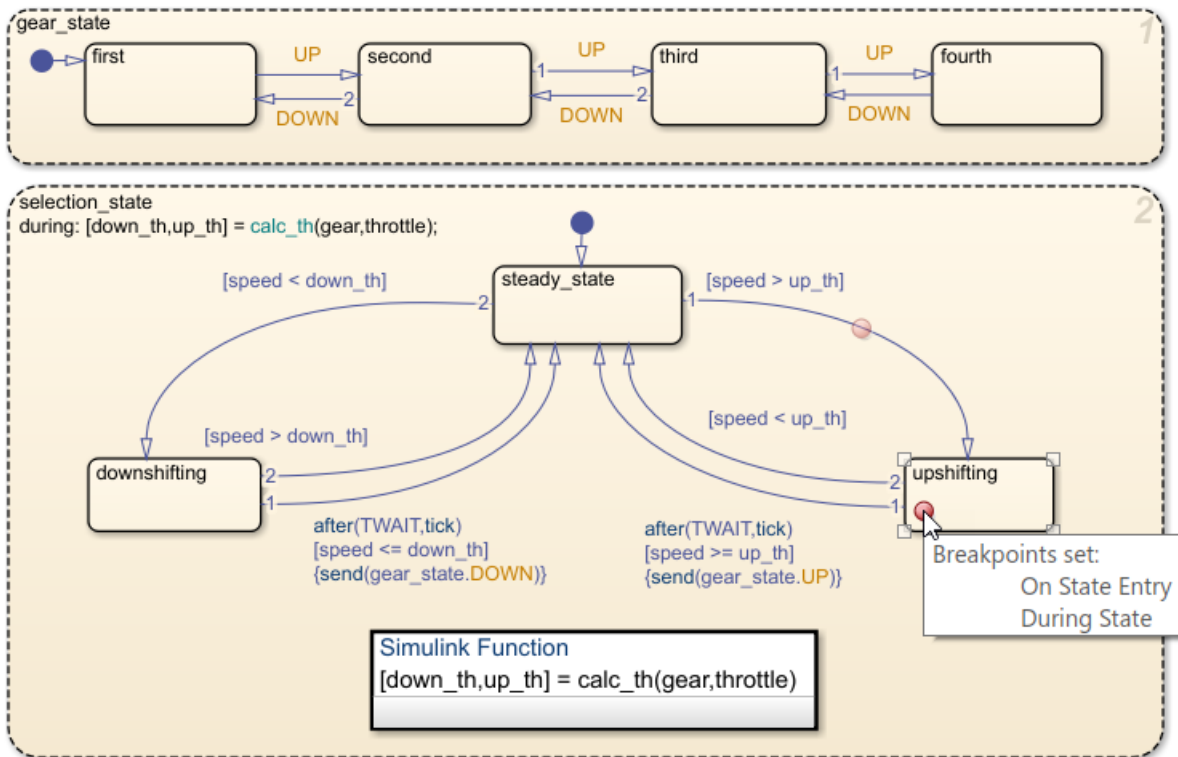 gear_state
1
first
UP
second
UP
third
UP
fourth
1
1
2
2
DOWN
DOWN
DOWN
selection_state
2
during: [down_th,up_th] = calc_th(gear,throttle);
steady_state
[speed < down_th]
[speed > up_th]
2
1
[speed < up_th]
[speed > down_th]
downshifting
upshifting
2
2
1
1
after(TWAIT,tick)
[speed <= down_th]
{send(gear_state.DOWN)}
after(TWAIT,tick)
[speed >= up_th]
{send(gear_state.UP)}
Breakpoints set:
On State Entry
During State
Simulink Function
[down_th,up_th] = calc_th(gear,throttle)